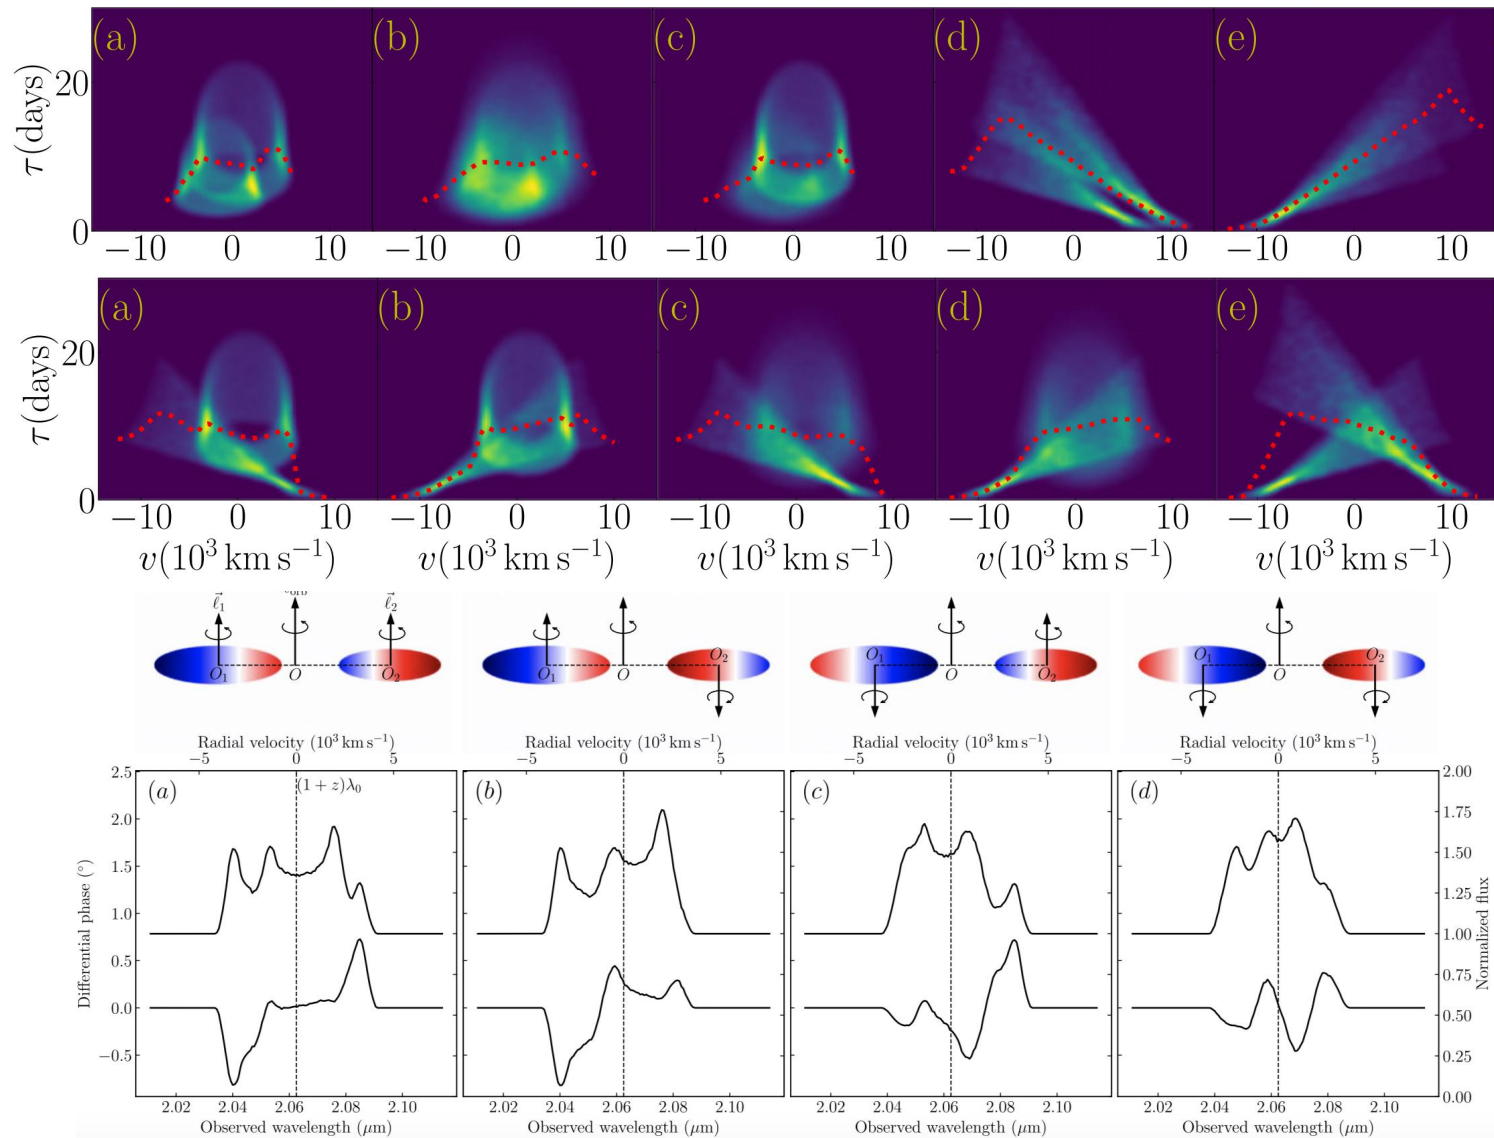 (a) (b) (c) (d) (e)
τ(days)
20
0
−10 0 10 −10 0 10 −10 0 10 −10 0 10 −10 0 10
(a) (b) (c) (d) (e)
τ(days)
20
0
−10 0 10 −10 0 10 −10 0 10 −10 0 10 −10 0 10
v(10³ km s⁻¹) v(10³ km s⁻¹) v(10³ km s⁻¹) v(10³ km s⁻¹) v(10³ km s⁻¹)
ℓ⃗₁ ℓ⃗₂
O₁ O O₂ O₁ O O₂ O₁ O O₂ O₁ O O₂
Radial velocity (10³ km s⁻¹) Radial velocity (10³ km s⁻¹) Radial velocity (10³ km s⁻¹) Radial velocity (10³ km s⁻¹)
−5 0 5 −5 0 5 −5 0 5 −5 0 5
(a) (1 + z)λ₀ (b) (c) (d)
Differential phase (°)
2.5
2.0
1.5
1.0
0.5
0.0
−0.5
2.00
1.75
1.50
1.25
1.00
0.75
0.50
0.25
0.00
Normalized flux
2.02 2.04 2.06 2.08 2.10 2.02 2.04 2.06 2.08 2.10 2.02 2.04 2.06 2.08 2.10 2.02 2.04 2.06 2.08 2.10
Observed wavelength (μm) Observed wavelength (μm) Observed wavelength (μm) Observed wavelength (μm)